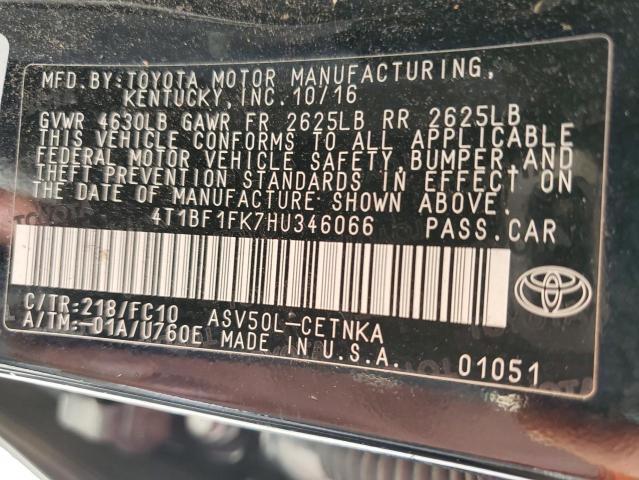 MFD.BY:TOYOTA MOTOR MANUFACTURING,
KENTUCKY,INC.10/16
GVWR 4630LB GAWR FR 2625LB RR 2625LB
THIS VEHICLE CONFORMS TO ALL APPLICABLE
FEDERAL MOTOR VEHICLE SAFETY, BUMPER, AND
THEFT PREVENTION STANDARDS IN EFFECT ON
THE DATE OF MANUFACTURE SHOWN ABOVE.
4T1BF1FK7HU346066 PASS.CAR
C/TR:218/FC10 ASV50L-CETNKA
A/TM:-01A/U760E MADE IN U.S.A. 01051